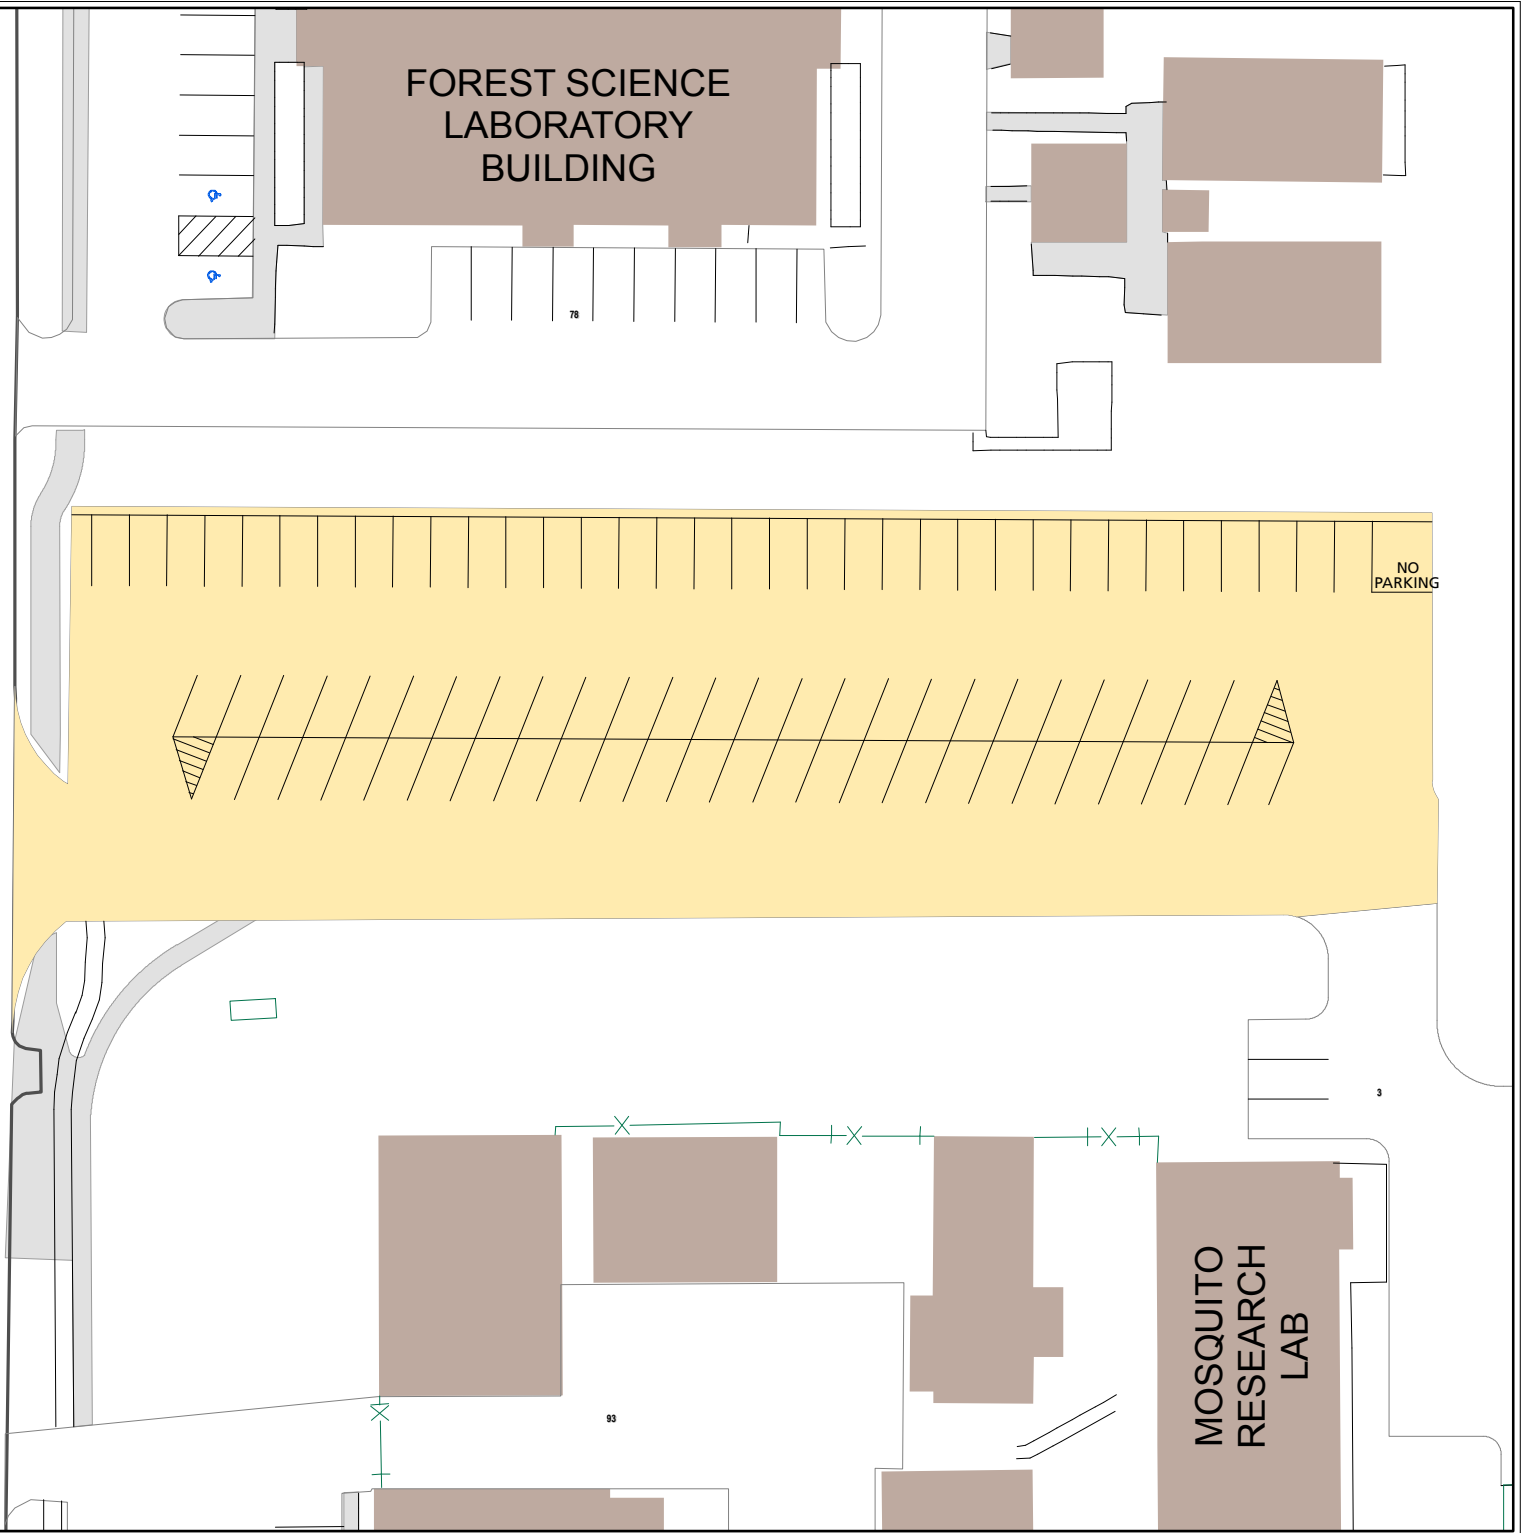 FOREST SCIENCE
LABORATORY
BUILDING
78
NO
PARKING
3
MOSQUITO
RESEARCH
LAB
93